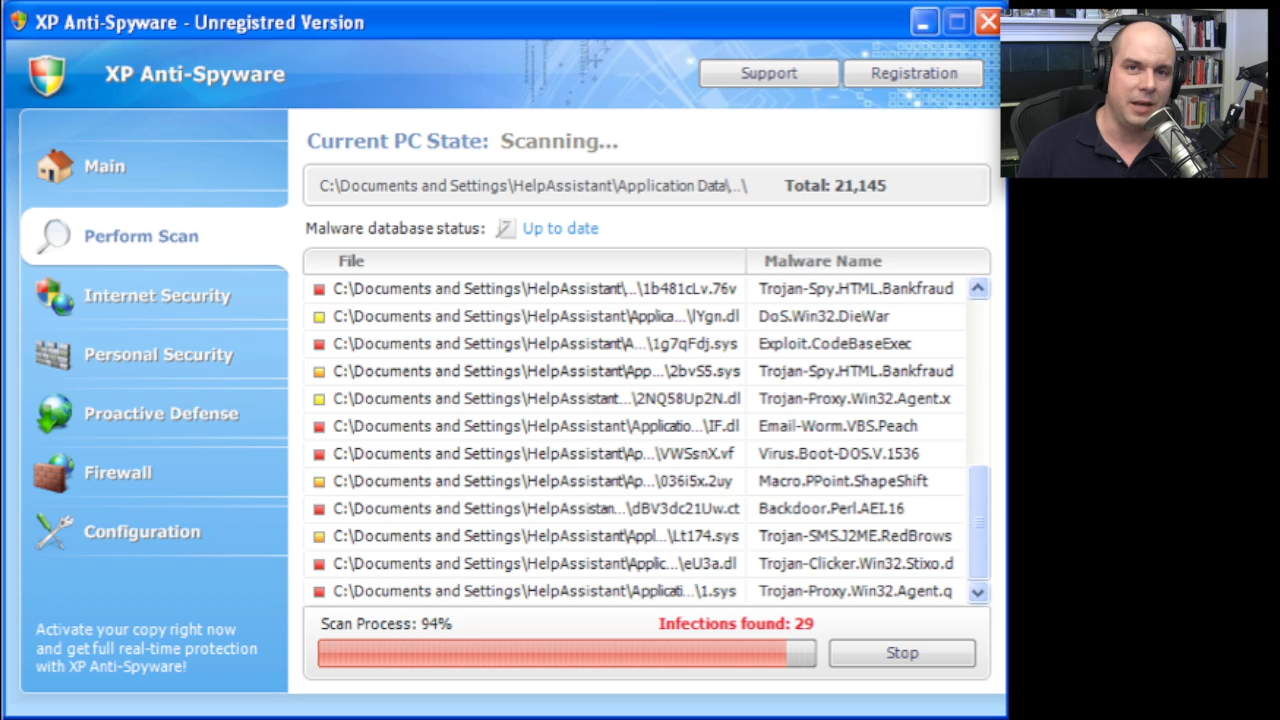 XP Anti-Spyware - Unregistred Version
XP Anti-Spyware
Support
Registration
Main
Perform Scan
Internet Security
Personal Security
Proactive Defense
Firewall
Configuration
Activate your copy right now
and get full real-time protection
with XP Anti-Spyware!
Current PC State: Scanning...
C:\Documents and Settings\HelpAssistant\Application Data\...\ Total: 21,145
Malware database status: Up to date
File Malware Name
C:\Documents and Settings\HelpAssistant\...\1b481cLv.76v Trojan-Spy.HTML.Bankfraud
C:\Documents and Settings\HelpAssistant\Applica...\lYgn.dl DoS.Win32.DieWar
C:\Documents and Settings\HelpAssistant\A...\1g7qFdj.sys Exploit.CodeBaseExec
C:\Documents and Settings\HelpAssistant\App...\2bvS5.sys Trojan-Spy.HTML.Bankfraud
C:\Documents and Settings\HelpAssistant...\2NQ58Up2N.dl Trojan-Proxy.Win32.Agent.x
C:\Documents and Settings\HelpAssistant\Applicatio...\IF.dl Email-Worm.VBS.Peach
C:\Documents and Settings\HelpAssistant\Ap...\VWSsnX.vf Virus.Boot-DOS.V.1536
C:\Documents and Settings\HelpAssistant\Ap...\036i5x.2uy Macro.PPoint.ShapeShift
C:\Documents and Settings\HelpAssistan...\dBV3dc21Uw.ct Backdoor.Perl.AEI.16
C:\Documents and Settings\HelpAssistant\Appl...\Lt174.sys Trojan-SMS.J2ME.RedBrows
C:\Documents and Settings\HelpAssistant\Applic...\eU3a.dl Trojan-Clicker.Win32.Stixo.d
C:\Documents and Settings\HelpAssistant\Applicati...\1.sys Trojan-Proxy.Win32.Agent.q
Scan Process: 94% Infections found: 29
Stop